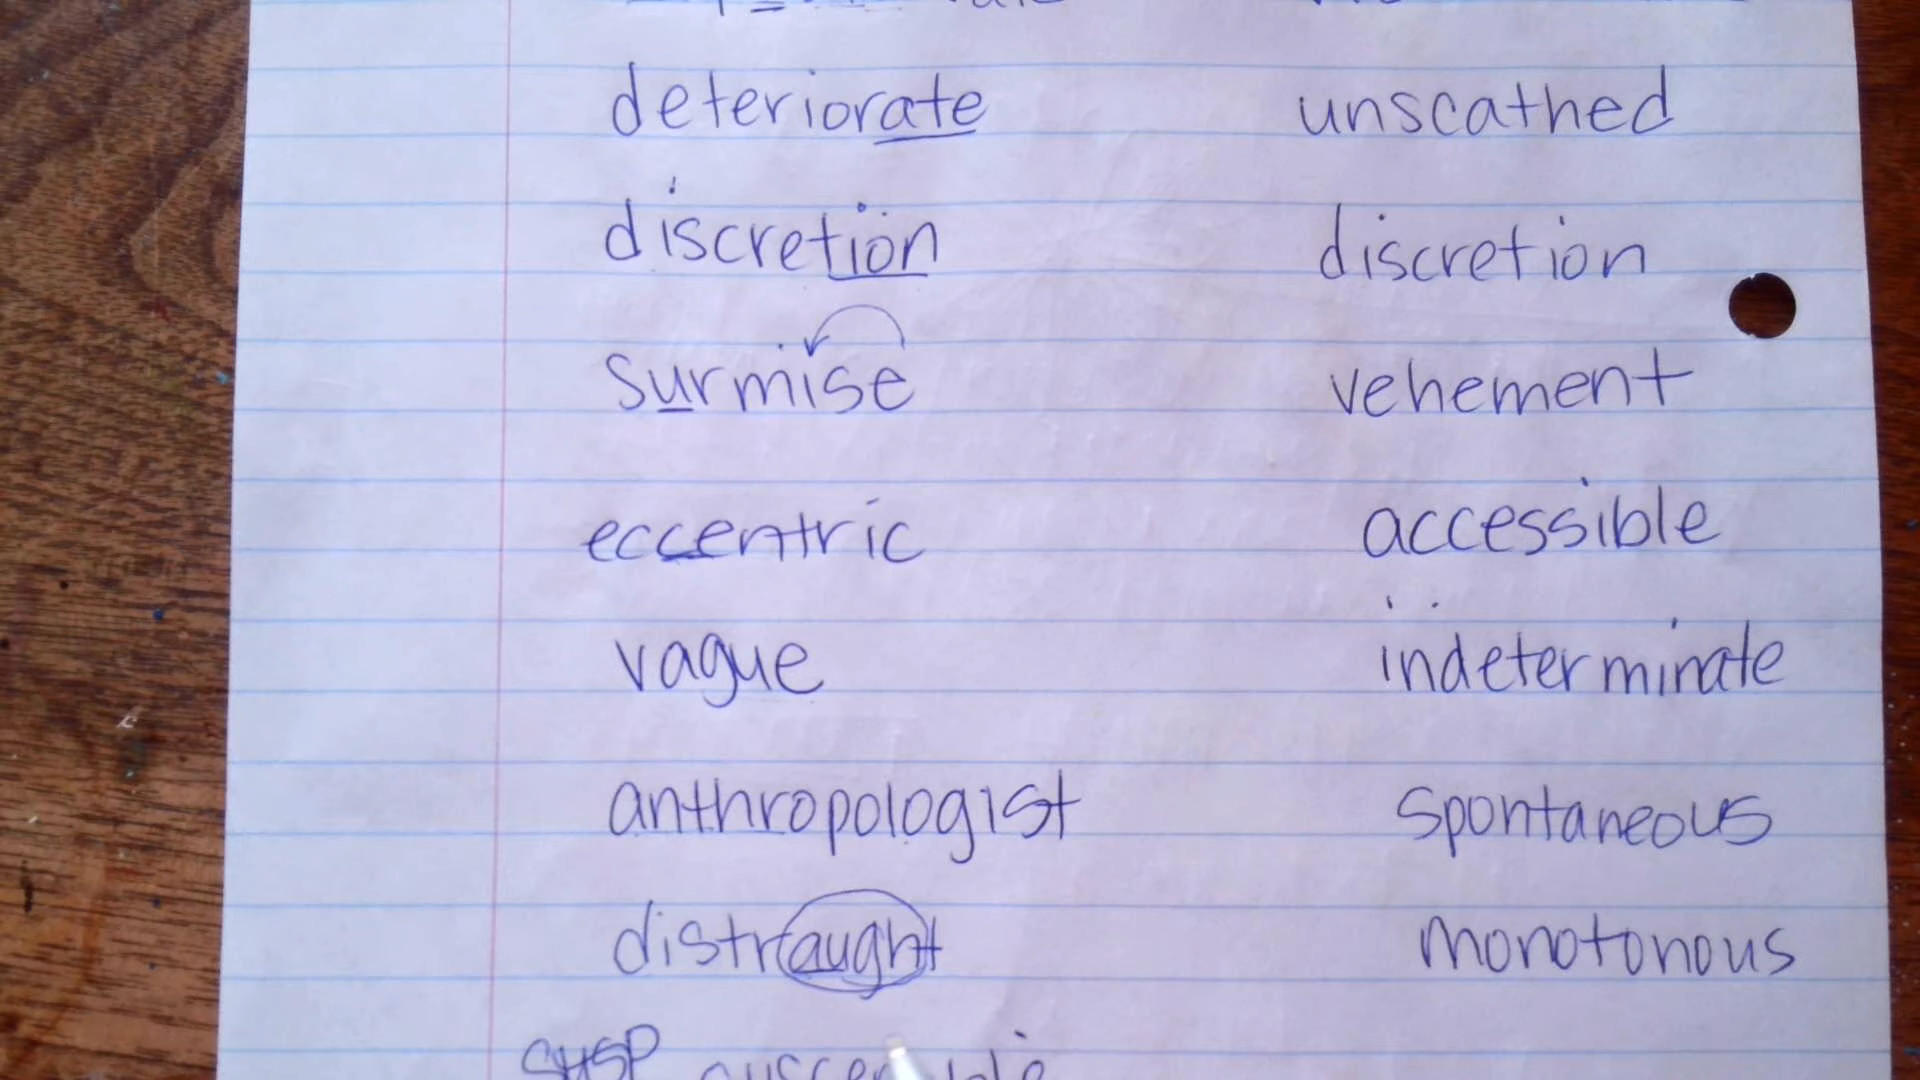 deteriorate unscathed
discretion discretion
surmise vehement
eccentric accessible
vague indeterminate
anthropologist spontaneous
distraught monotonous